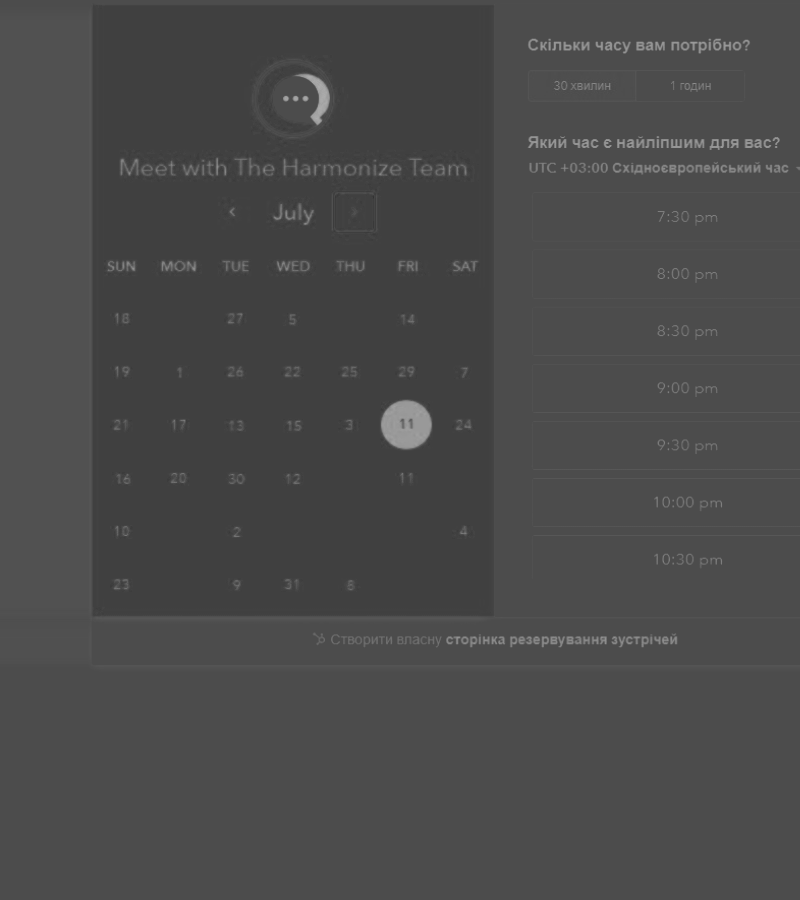 Meet with The Harmonize Team
July
SUN MON TUE WED THU FRI SAT
18 27 5 14
19 1 26 22 25 29 7
21 17 13 15 3 11 24
16 20 30 12 11
10 2 4
23 9 31 8
Скільки часу вам потрібно?
30 хвилин 1 годин
Який час є найліпшим для вас?
UTC +03:00 Східноєвропейський час
7:30 pm
8:00 pm
8:30 pm
9:00 pm
9:30 pm
10:00 pm
10:30 pm
Створити власну сторінка резервування зустрічей